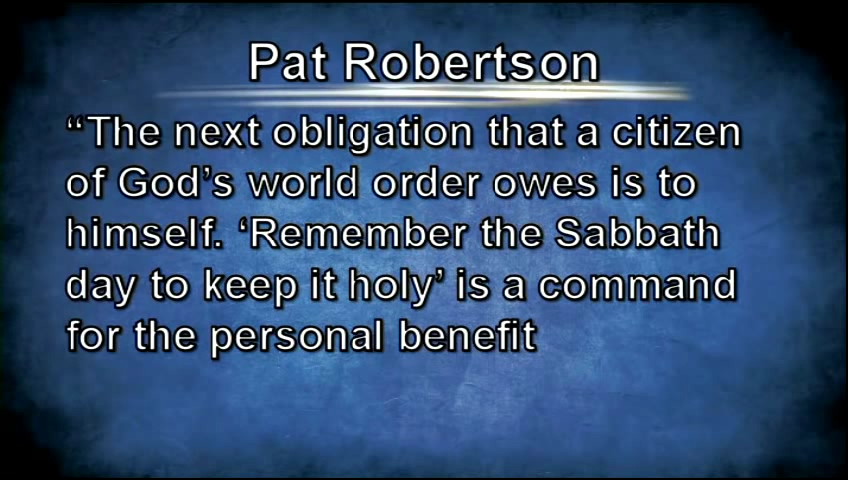 Pat Robertson
“The next obligation that a citizen
of God’s world order owes is to
himself. ‘Remember the Sabbath
day to keep it holy’ is a command
for the personal benefit